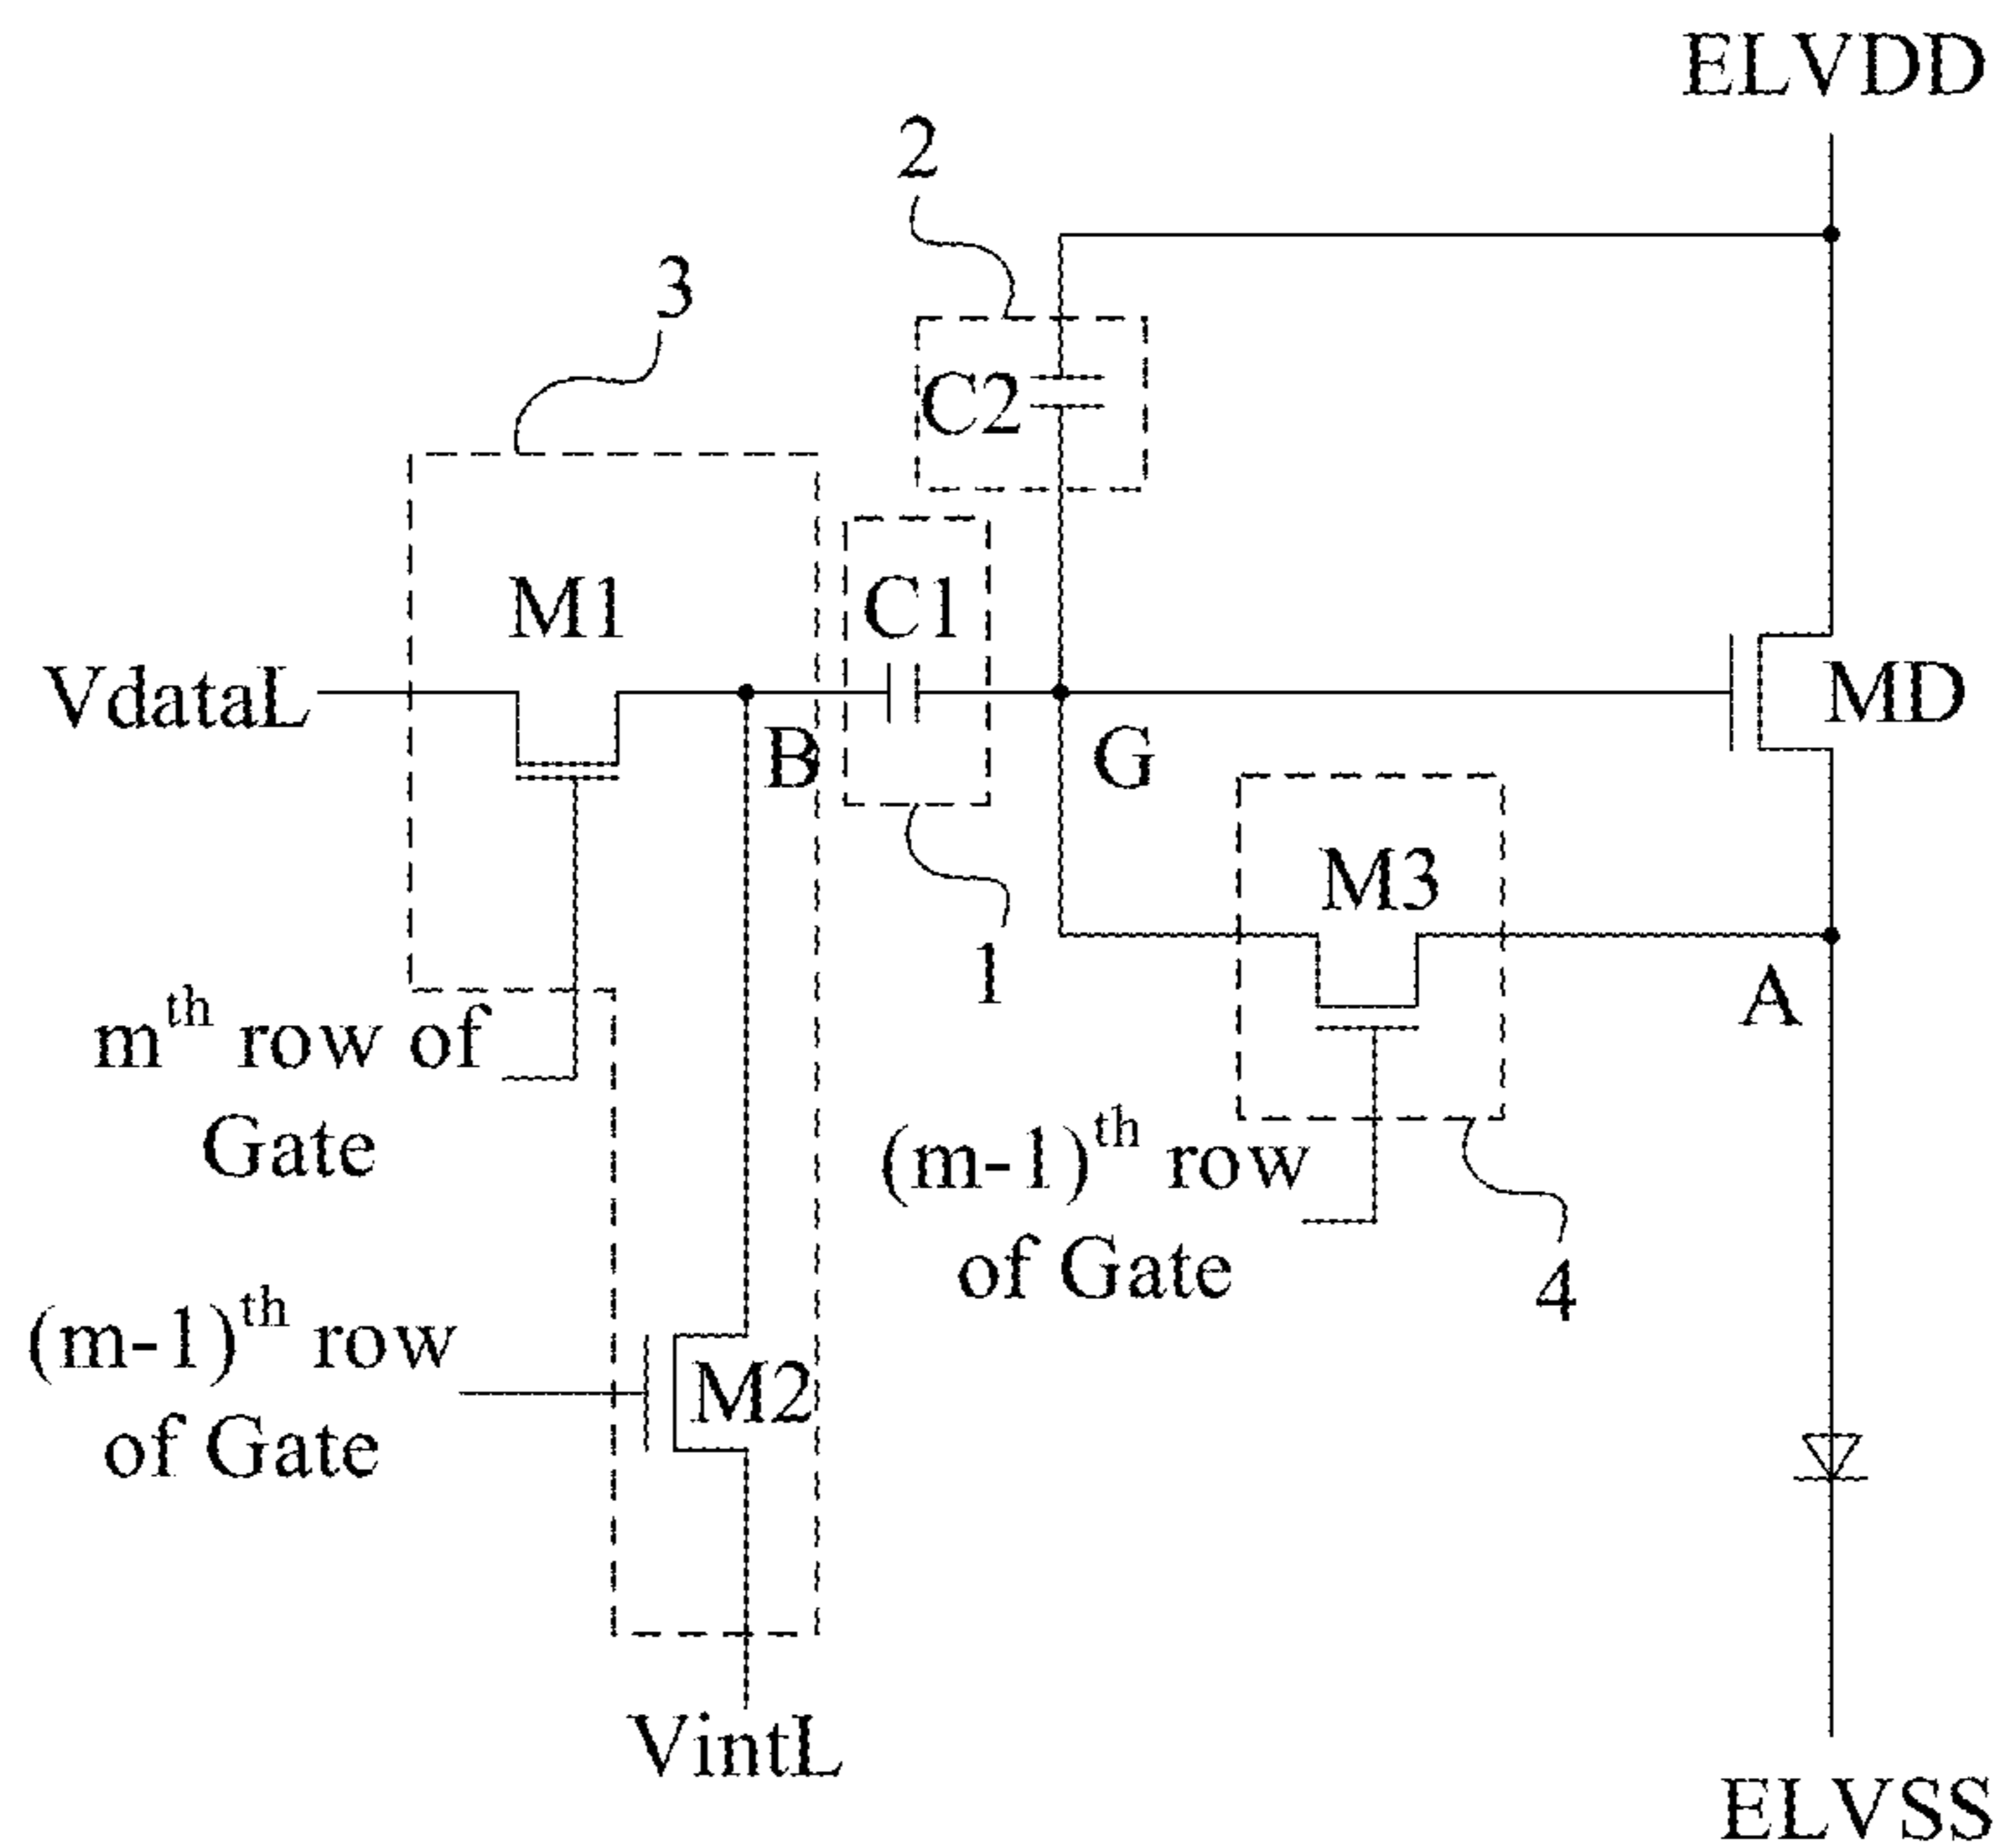 ELVDD
2
3
C2
M1
C1
VdataL
MD
B
G
M3
1
A
mth row of
Gate
(m-1)th row
of Gate
4
(m-1)th row
of Gate
M2
VintL
ELVSS